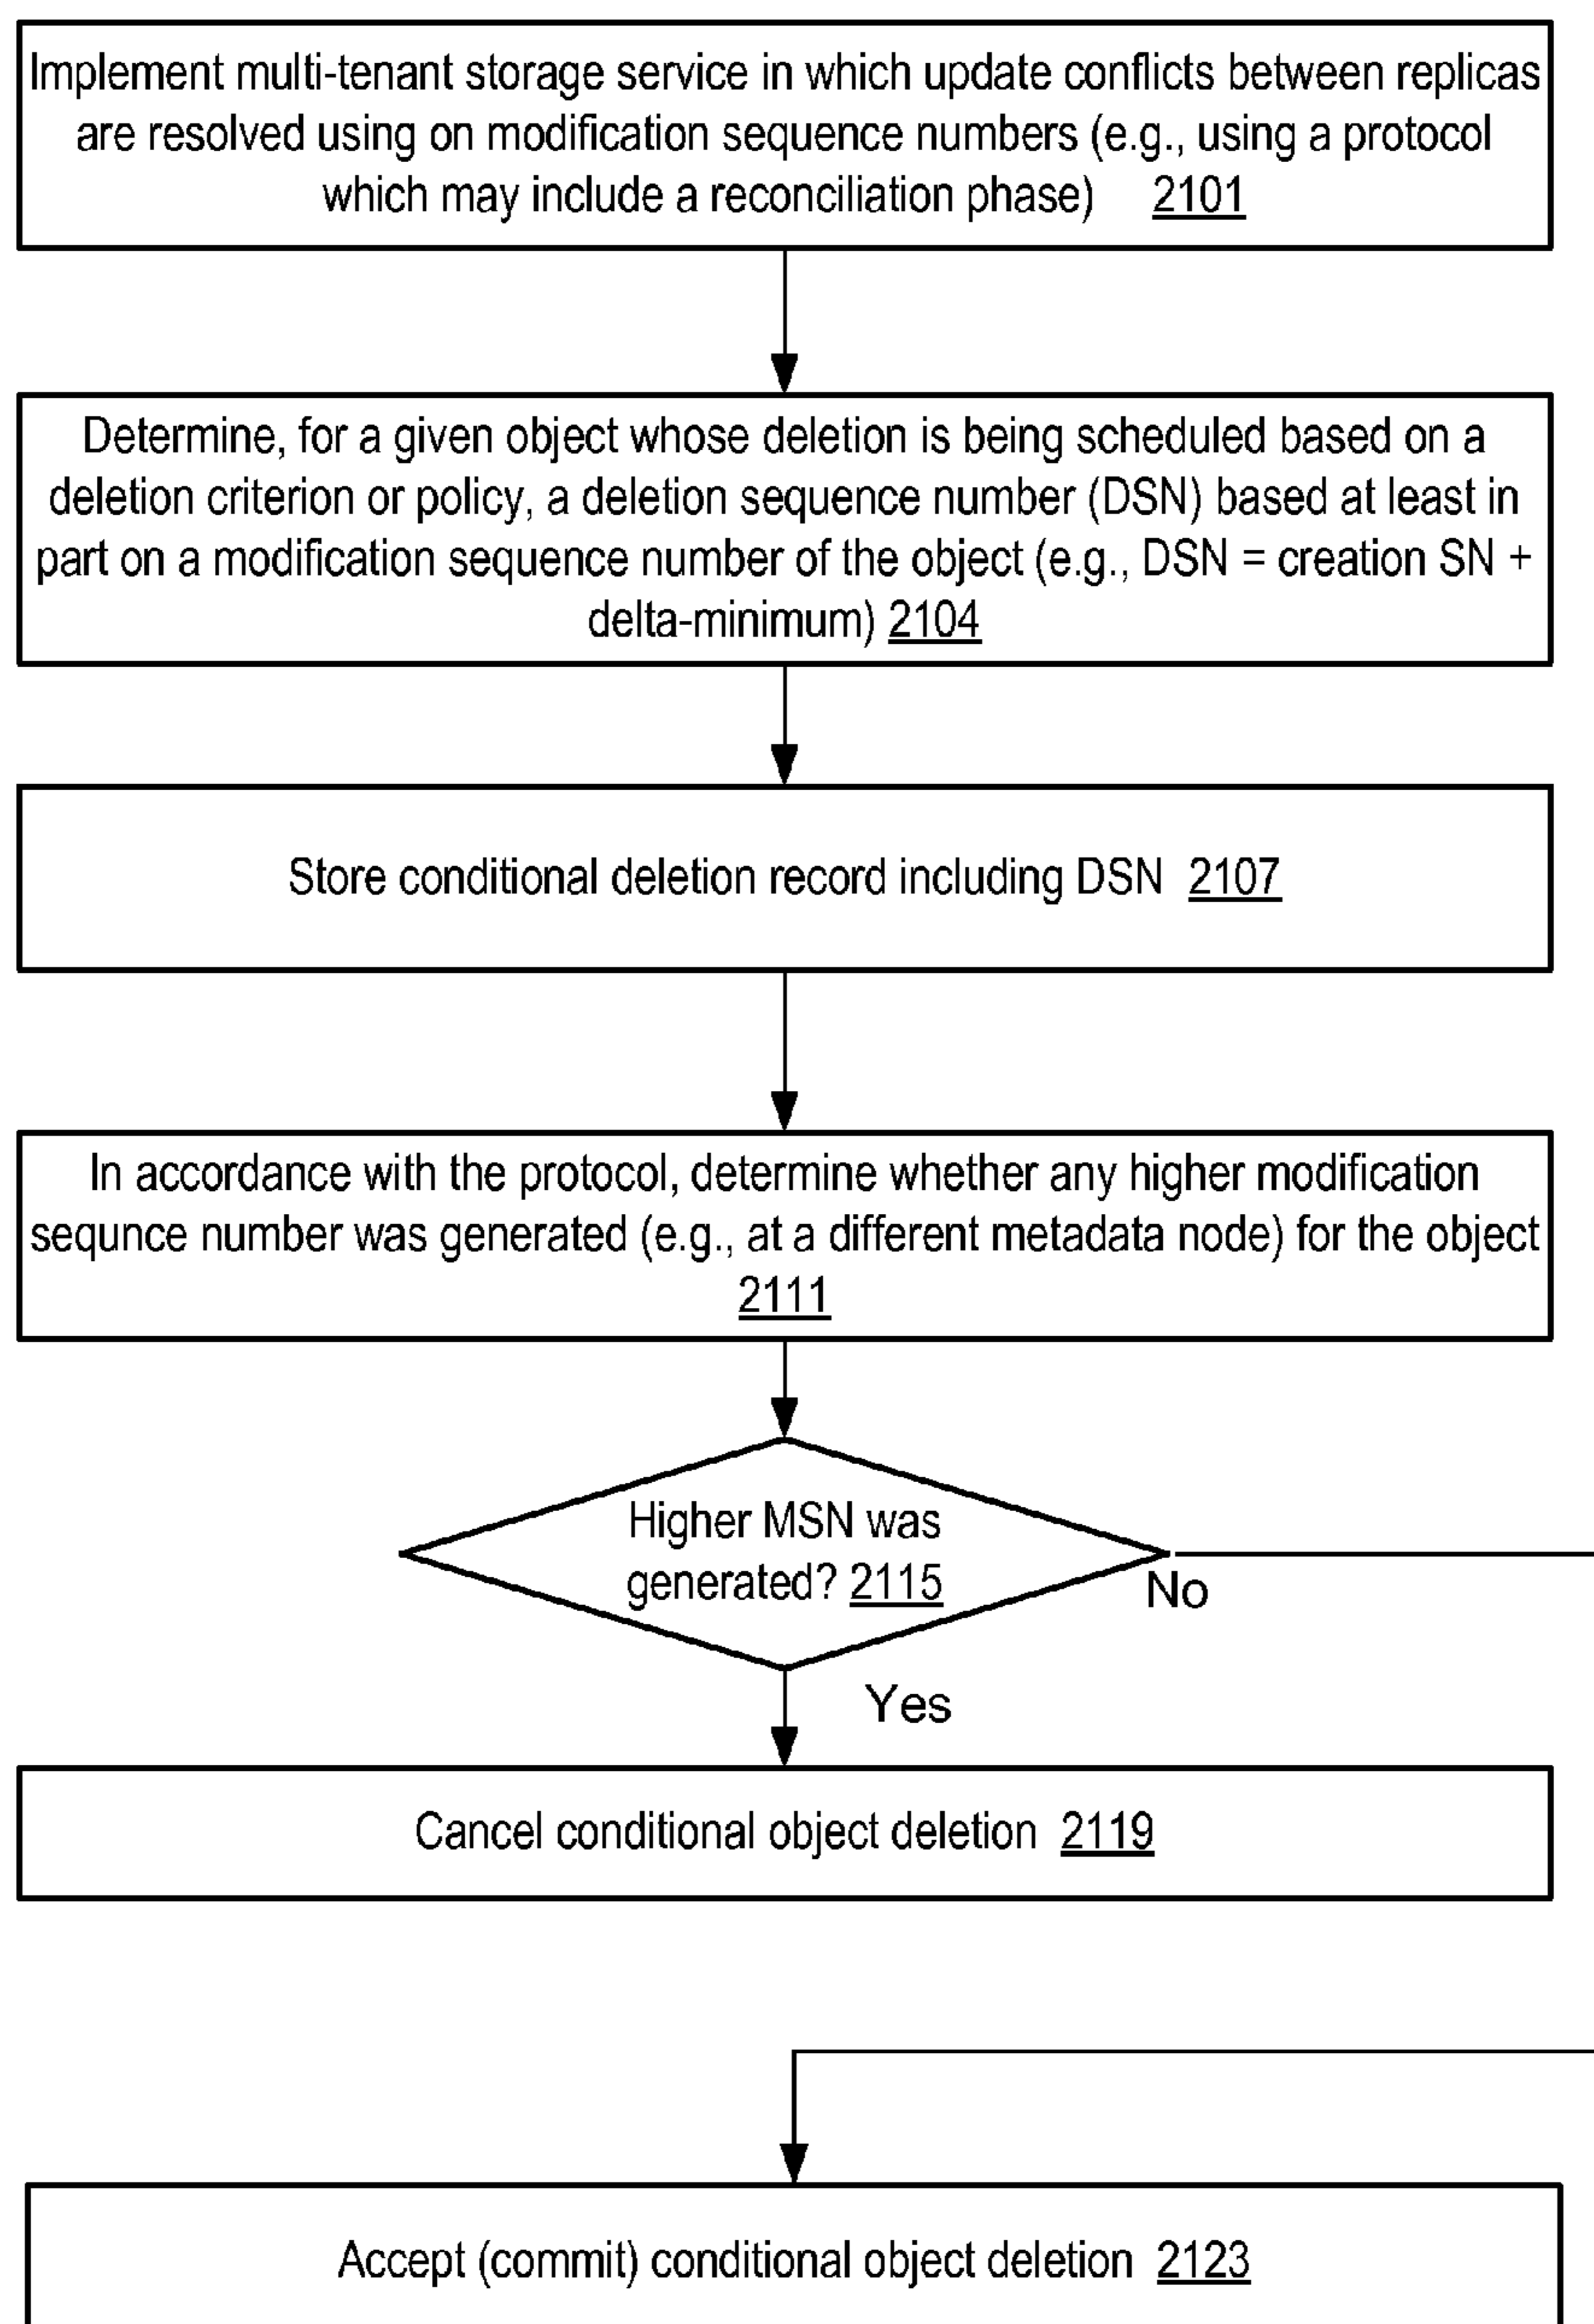 Implement multi-tenant storage service in which update conflicts between replicas
are resolved using on modification sequence numbers (e.g., using a protocol
which may include a reconciliation phase) 2101
Determine, for a given object whose deletion is being scheduled based on a
deletion criterion or policy, a deletion sequence number (DSN) based at least in
part on a modification sequence number of the object (e.g., DSN = creation SN +
delta-minimum) 2104
Store conditional deletion record including DSN 2107
In accordance with the protocol, determine whether any higher modification
sequnce number was generated (e.g., at a different metadata node) for the object
2111
Higher MSN was
generated? 2115
No
Yes
Cancel conditional object deletion 2119
Accept (commit) conditional object deletion 2123